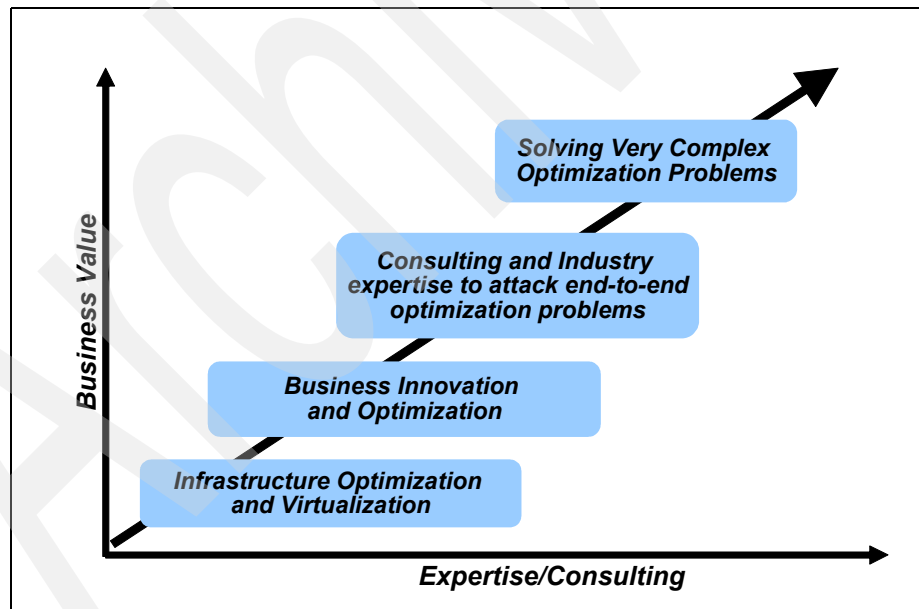 Solving Very Complex
Optimization Problems
Consulting and Industry
expertise to attack end-to-end
optimization problems
Business Innovation
and Optimization
Infrastructure Optimization
and Virtualization
Business Value
Expertise/Consulting